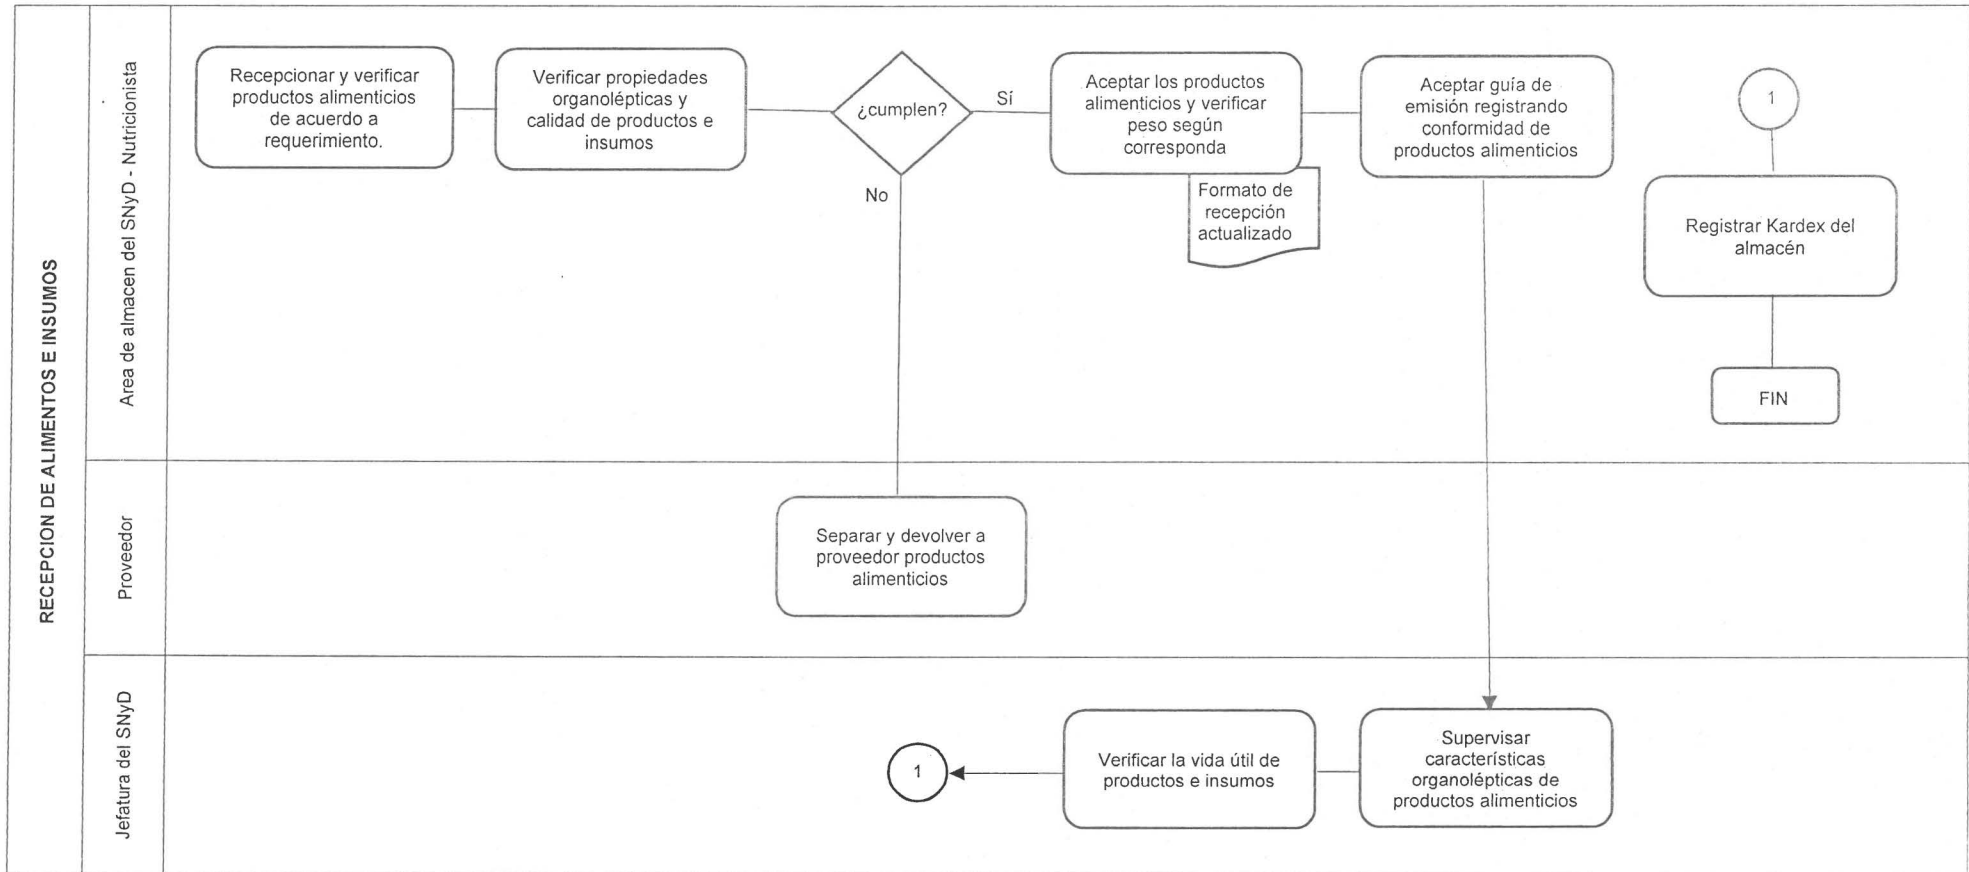 RECEPCION DE ALIMENTOS E INSUMOS
Area de almacen del SNyD - Nutricionista
Recepcionar y verificar
productos alimenticios
de acuerdo a
requerimiento.
Verificar propiedades
organolépticas y
calidad de productos e
insumos
¿cumplen?
Sí
No
Aceptar los productos
alimenticios y verificar
peso según
corresponda
Formato de
recepción
actualizado
Aceptar guía de
emisión registrando
conformidad de
productos alimenticios
1
Registrar Kardex del
almacén
FIN
Proveedor
Separar y devolver a
proveedor productos
alimenticios
Jefatura del SNyD
1
Verificar la vida útil de
productos e insumos
Supervisar
características
organolépticas de
productos alimenticios